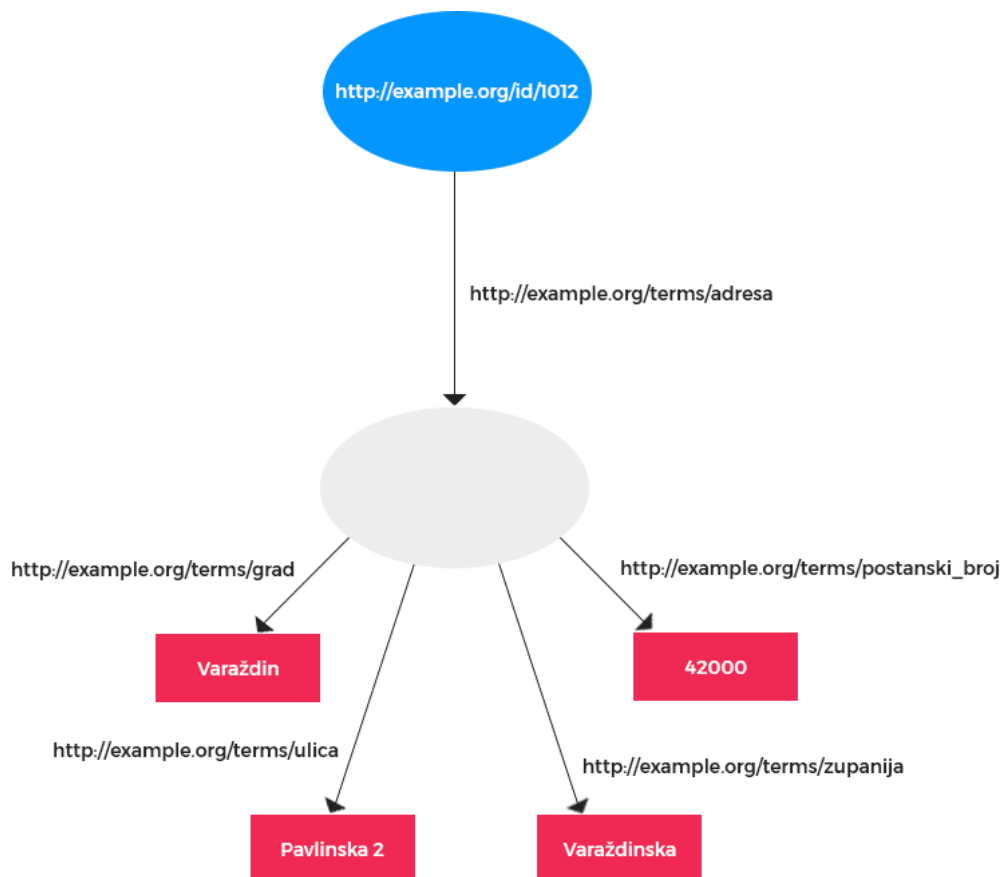 http://example.org/id/1012
http://example.org/terms/adresa
http://example.org/terms/grad
http://example.org/terms/postanski_broj
Varaždin
42000
http://example.org/terms/ulica
http://example.org/terms/zupanija
Pavlinska 2
Varaždinska